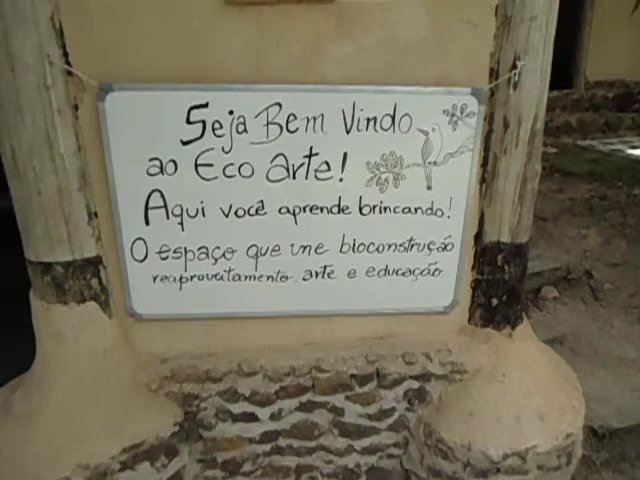 Seja Bem Vindo
ao Eco Arte!
Aqui você aprende brincando!
O espaço que une bioconstrução
reaproveitamento, arte e educação